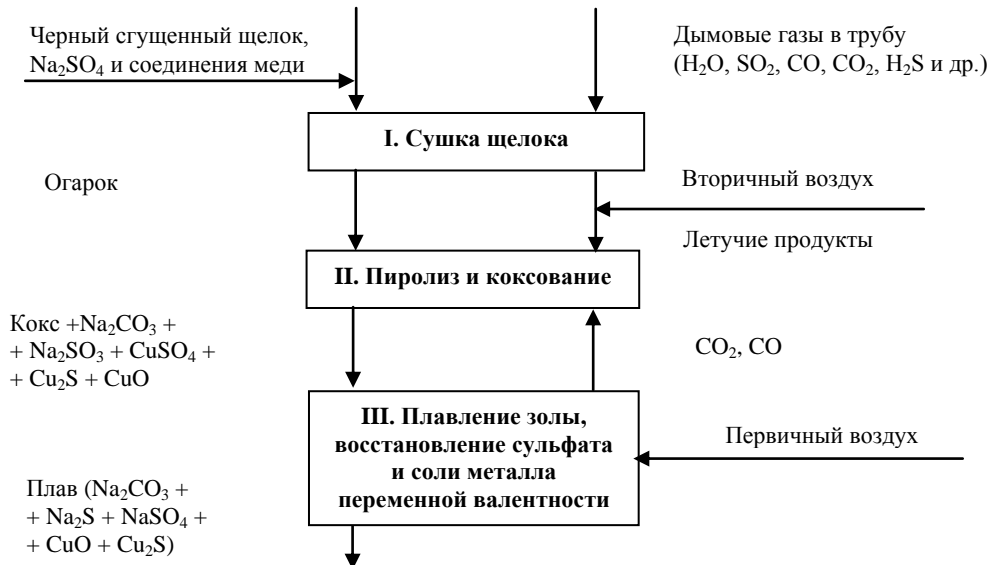 Черный сгущенный щелок,
Na₂SO₄ и соединения меди
Дымовые газы в трубу
(H₂O, SO₂, CO, CO₂, H₂S и др.)
I. Сушка щелока
Огарок
Вторичный воздух
Летучие продукты
II. Пиролиз и коксование
Кокс +Na₂CO₃ +
+ Na₂SO₃ + CuSO₄ +
+ Cu₂S + CuO
CO₂, CO
III. Плавление золы,
восстановление сульфата
и соли металла
переменной валентности
Первичный воздух
Плав (Na₂CO₃ +
+ Na₂S + NaSO₄ +
+ CuO + Cu₂S)